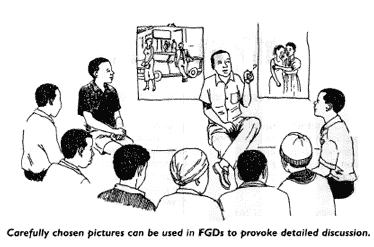 Carefully chosen pictures can be used in FGDs to provoke detailed discussion.